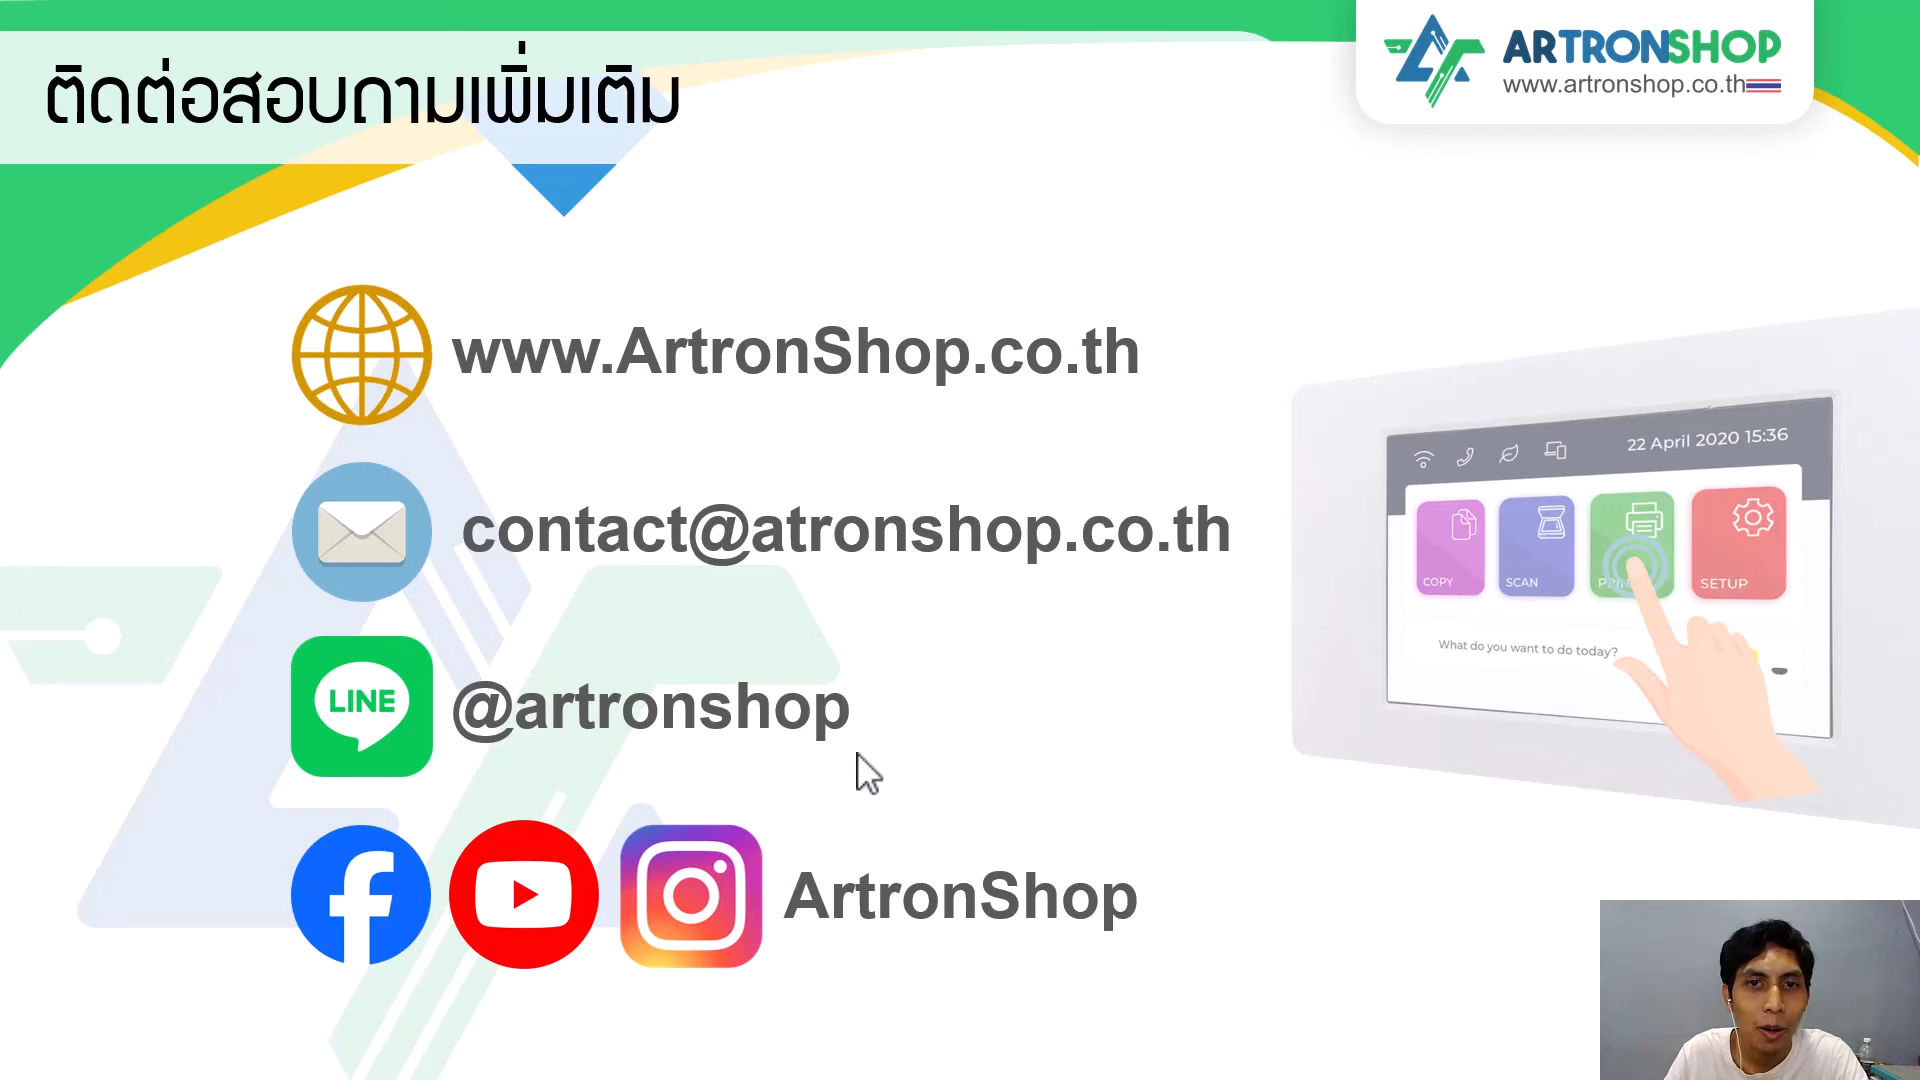 ติดต่อสอบถามเพิ่มเติม
ARTRONSHOP
www.artronshop.co.th
www.ArtronShop.co.th
contact@atronshop.co.th
LINE
@artronshop
ArtronShop
22 April 2020 15:36
COPY
SCAN
SETUP
What do you want to do today?